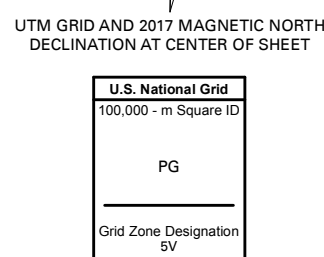 UTM GRID AND 2017 MAGNETIC NORTH
DECLINATION AT CENTER OF SHEET
U.S. National Grid
100,000 - m Square ID
PG
Grid Zone Designation
5V